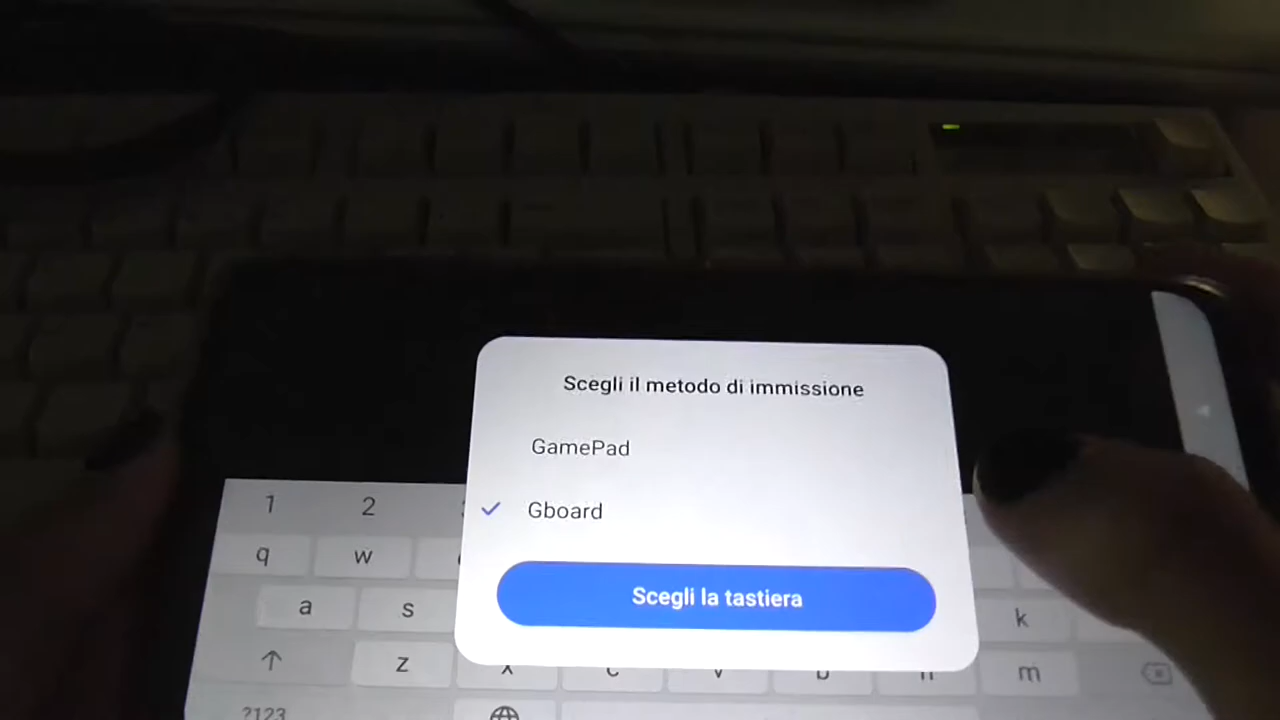 Scegli il metodo di immissione
GamePad
Gboard
Scegli la tastiera
1 2
q w
a s k
z x c v b n m
?123